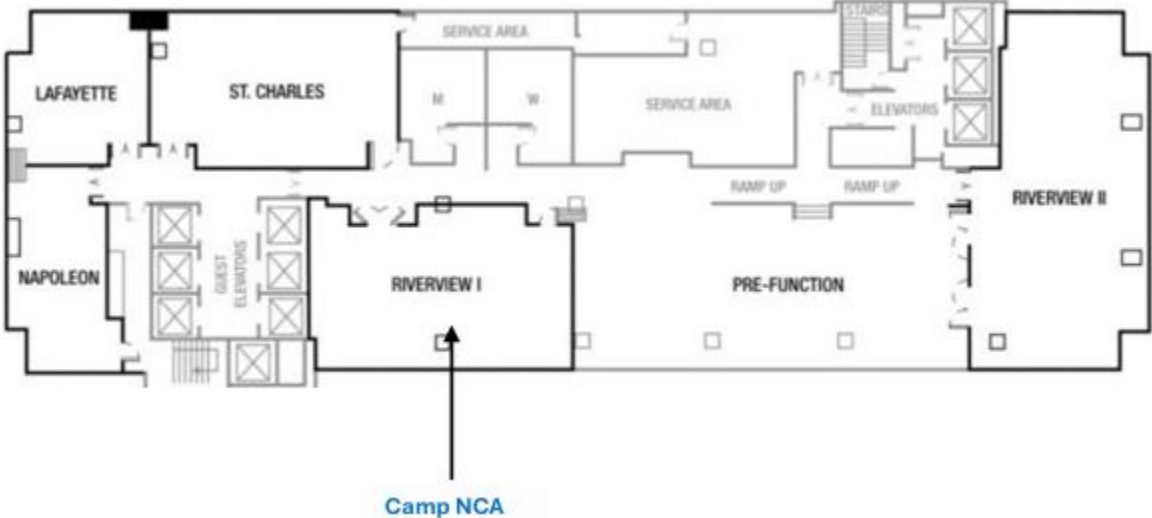 STAIRS
SERVICE AREA
LAFAYETTE
ST. CHARLES
M
W
SERVICE AREA
ELEVATORS
RAMP UP
RAMP UP
RIVERVIEW II
NAPOLEON
GUEST
ELEVATORS
RIVERVIEW I
PRE-FUNCTION
Camp NCA